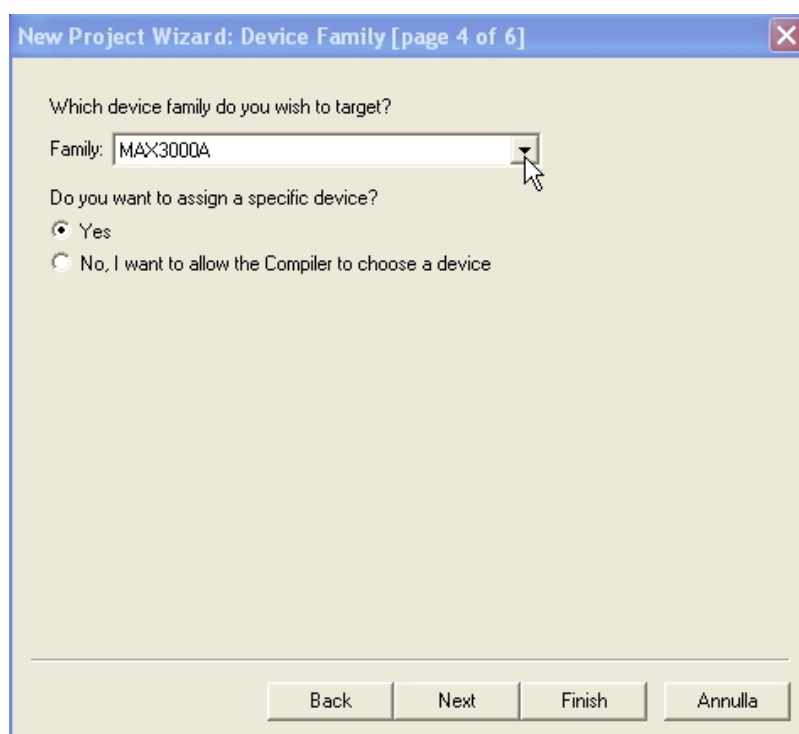 New Project Wizard: Device Family [page 4 of 6]
Which device family do you wish to target?
Family: MAX3000A
Do you want to assign a specific device?
Yes
No, I want to allow the Compiler to choose a device
Back Next Finish Annulla